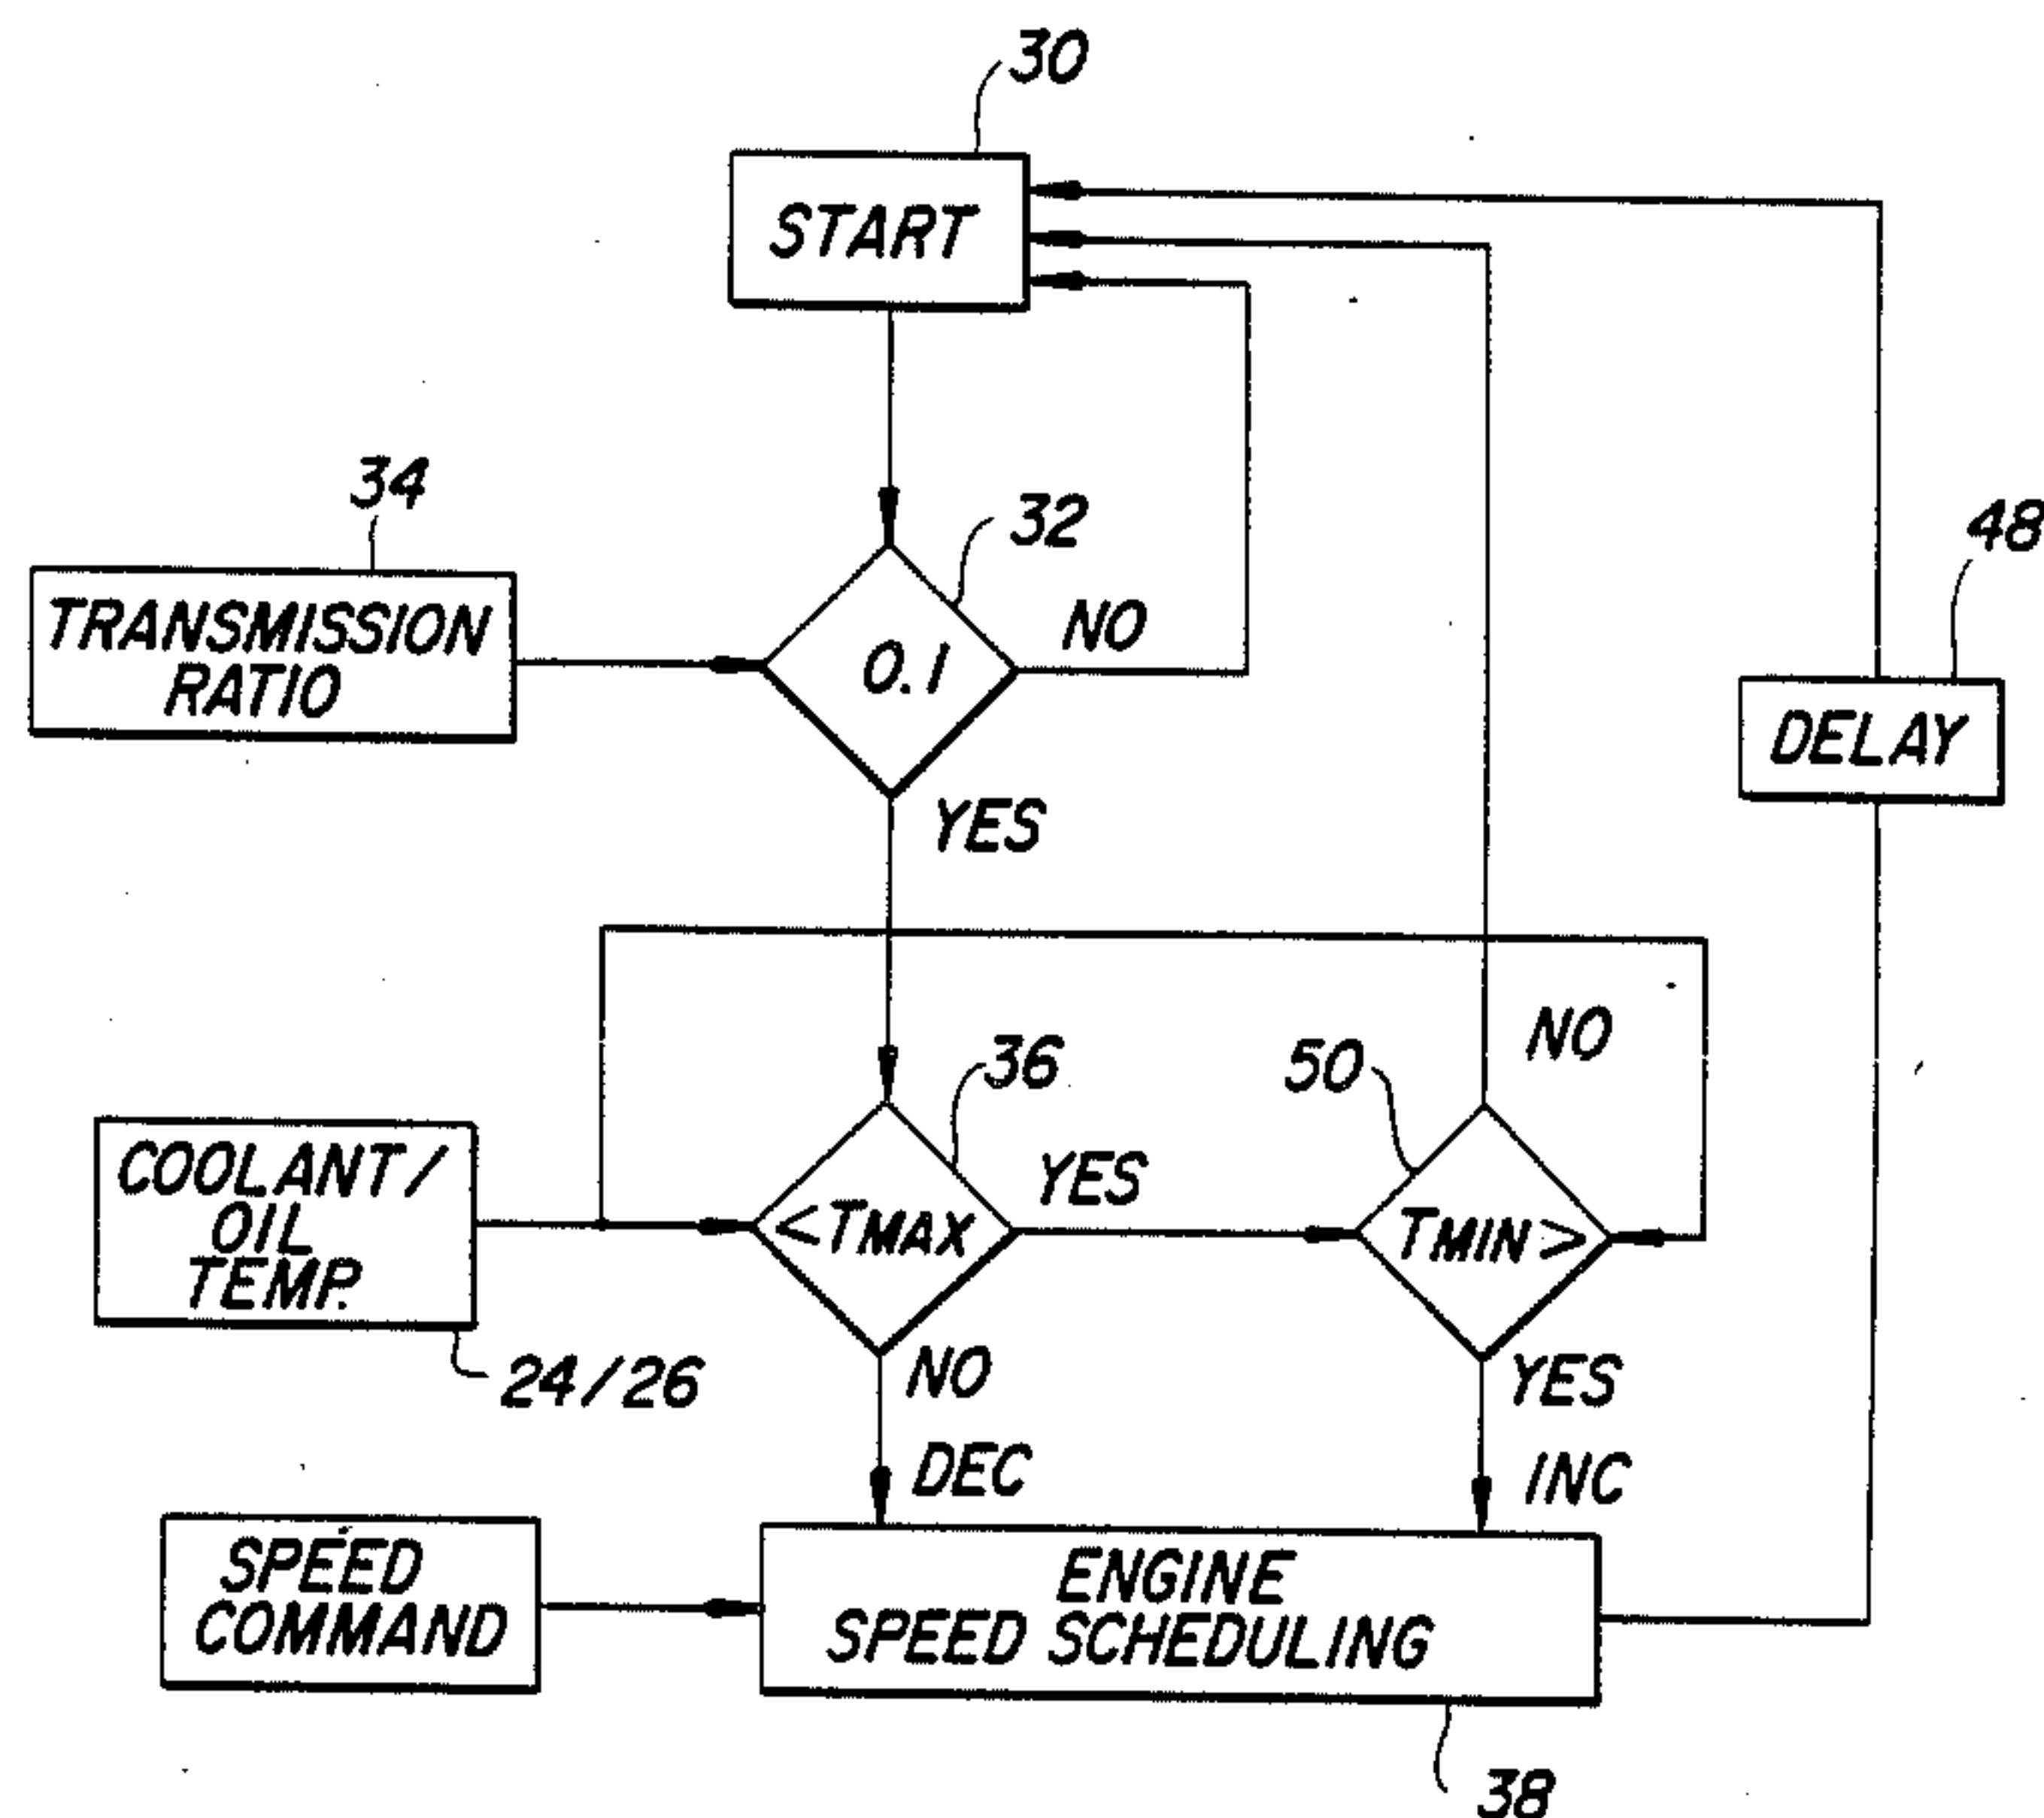 30
START
34
32
48
TRANSMISSION
RATIO
0.1
NO
DELAY
YES
36
50
NO
COOLANT/
OIL
TEMP.
<TMAX
YES
TMIN>
24/26
NO
YES
DEC
INC
SPEED
COMMAND
ENGINE
SPEED SCHEDULING
38